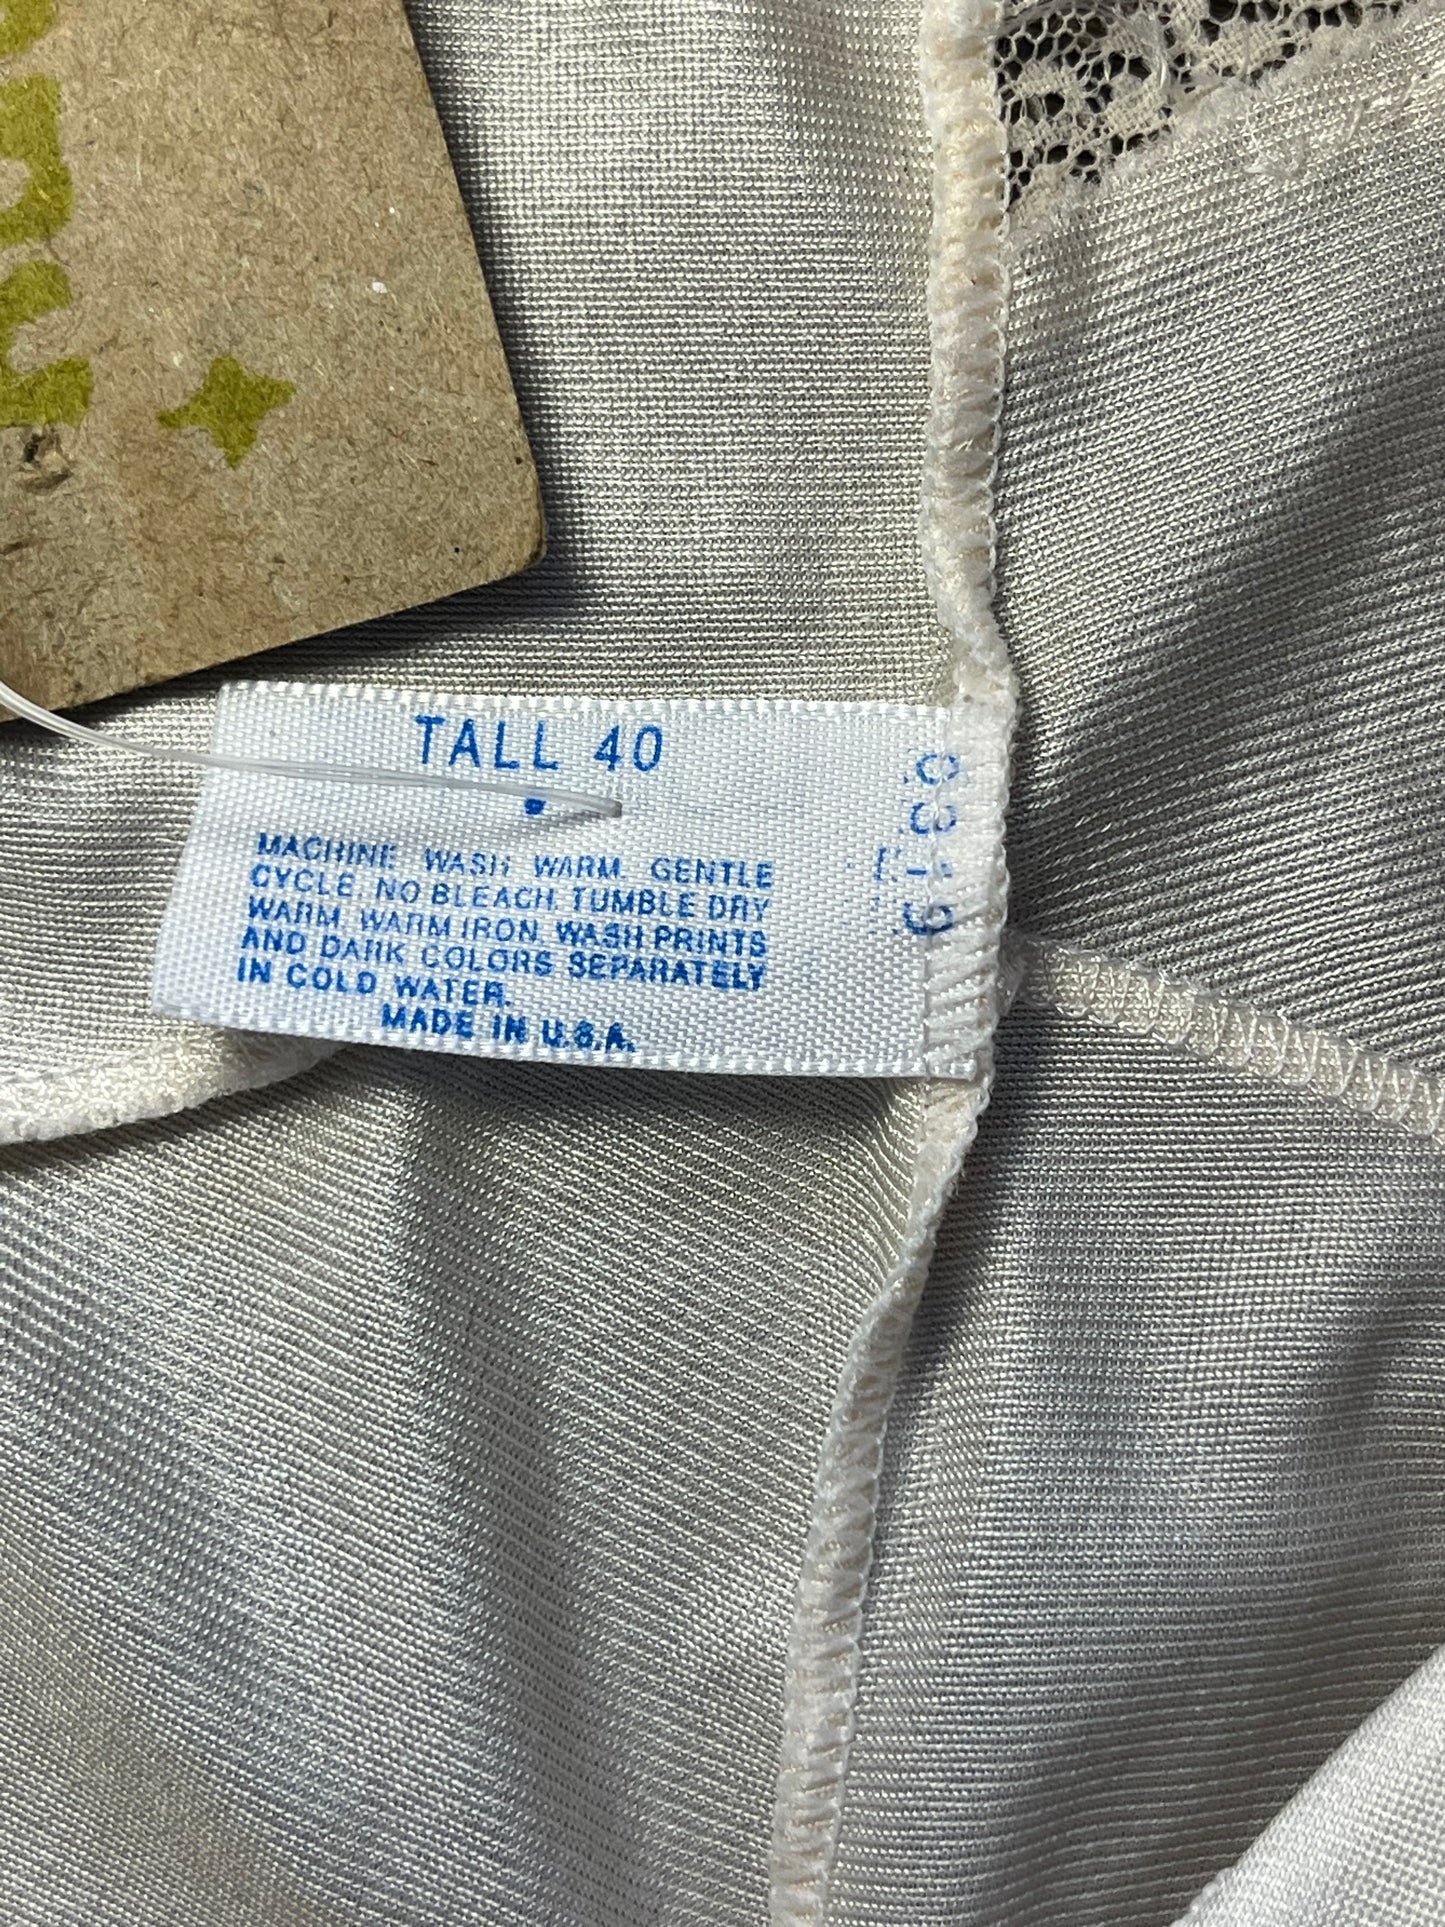 TALL 40
MACHINE WASH WARM, GENTLE
CYCLE, NO BLEACH, TUMBLE DRY
WARM, WARM IRON, WASH PRINTS
AND DARK COLORS SEPARATELY
IN COLD WATER.
MADE IN U.S.A.